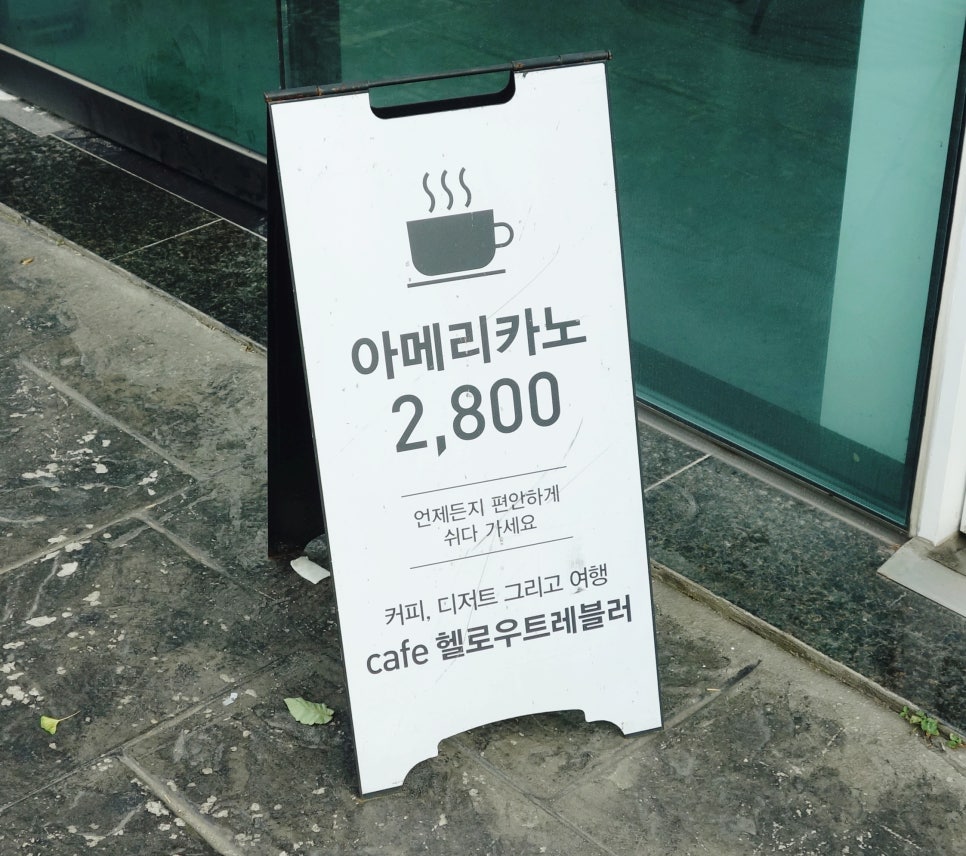 아메리카노
2,800
언제든지 편안하게
쉬다 가세요
커피, 디저트 그리고 여행
cafe 헬로우트레블러